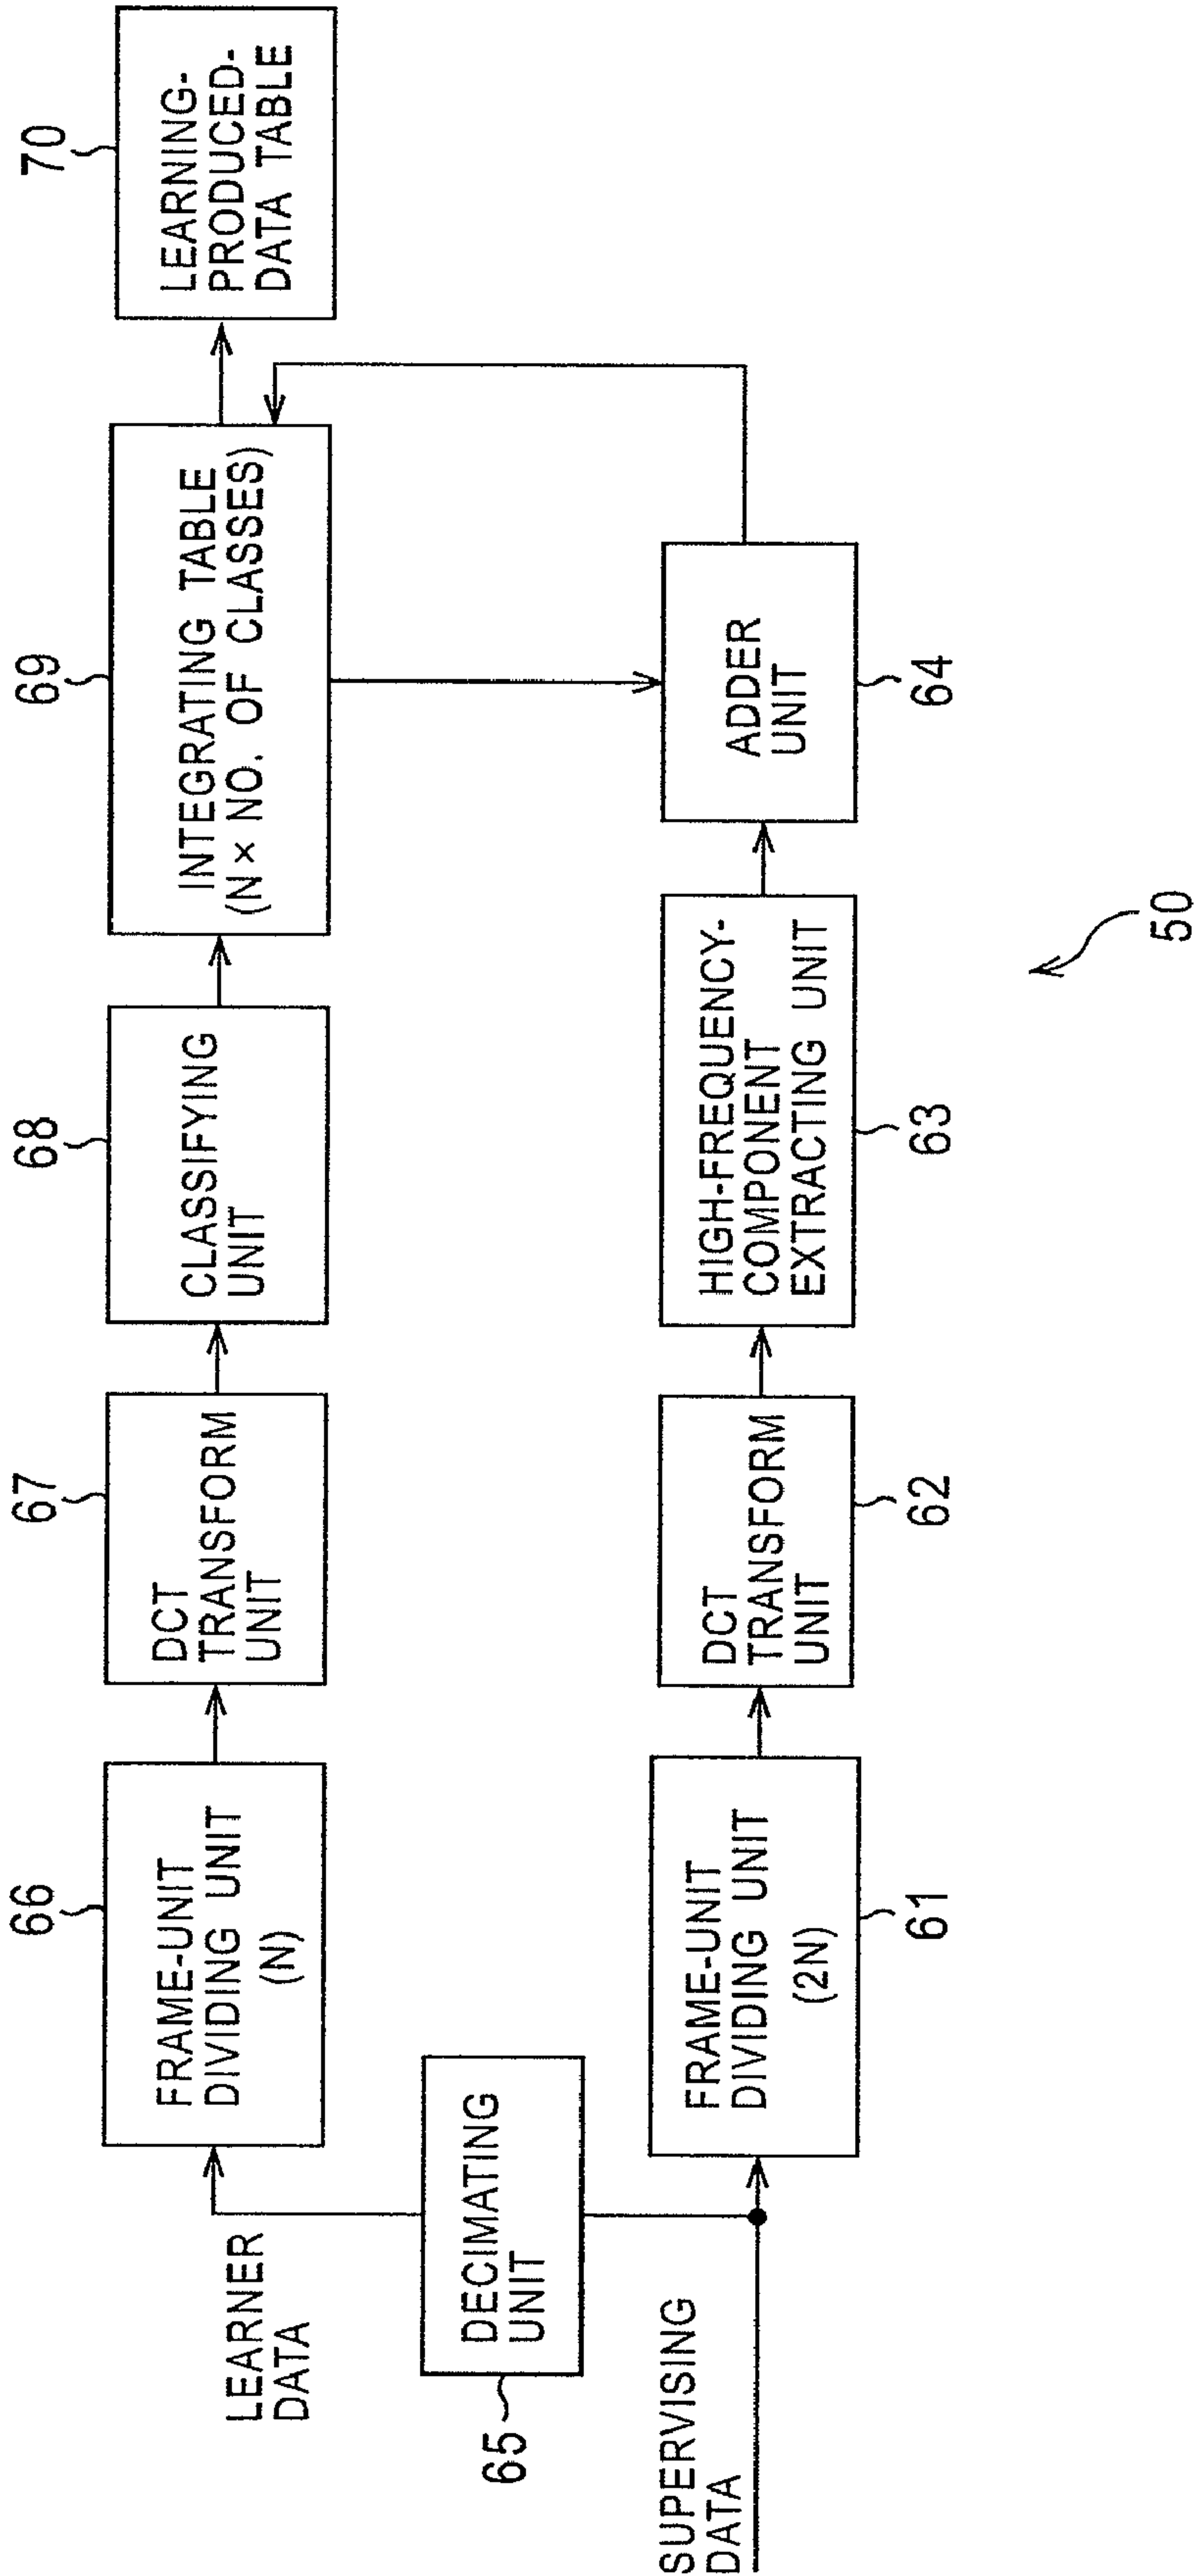 66
FRAME-UNIT
DIVIDING UNIT
(N)
67
DCT
TRANSFORM
UNIT
68
CLASSIFYING
UNIT
69
INTEGRATING TABLE
(N × NO. OF CLASSES)
70
LEARNING-
PRODUCED-
DATA TABLE
LEARNER
DATA
DECIMATING
UNIT
65
SUPERVISING
DATA
FRAME-UNIT
DIVIDING UNIT
(2N)
61
DCT
TRANSFORM
UNIT
62
HIGH-FREQUENCY-
COMPONENT
EXTRACTING UNIT
63
ADDER
UNIT
64
50